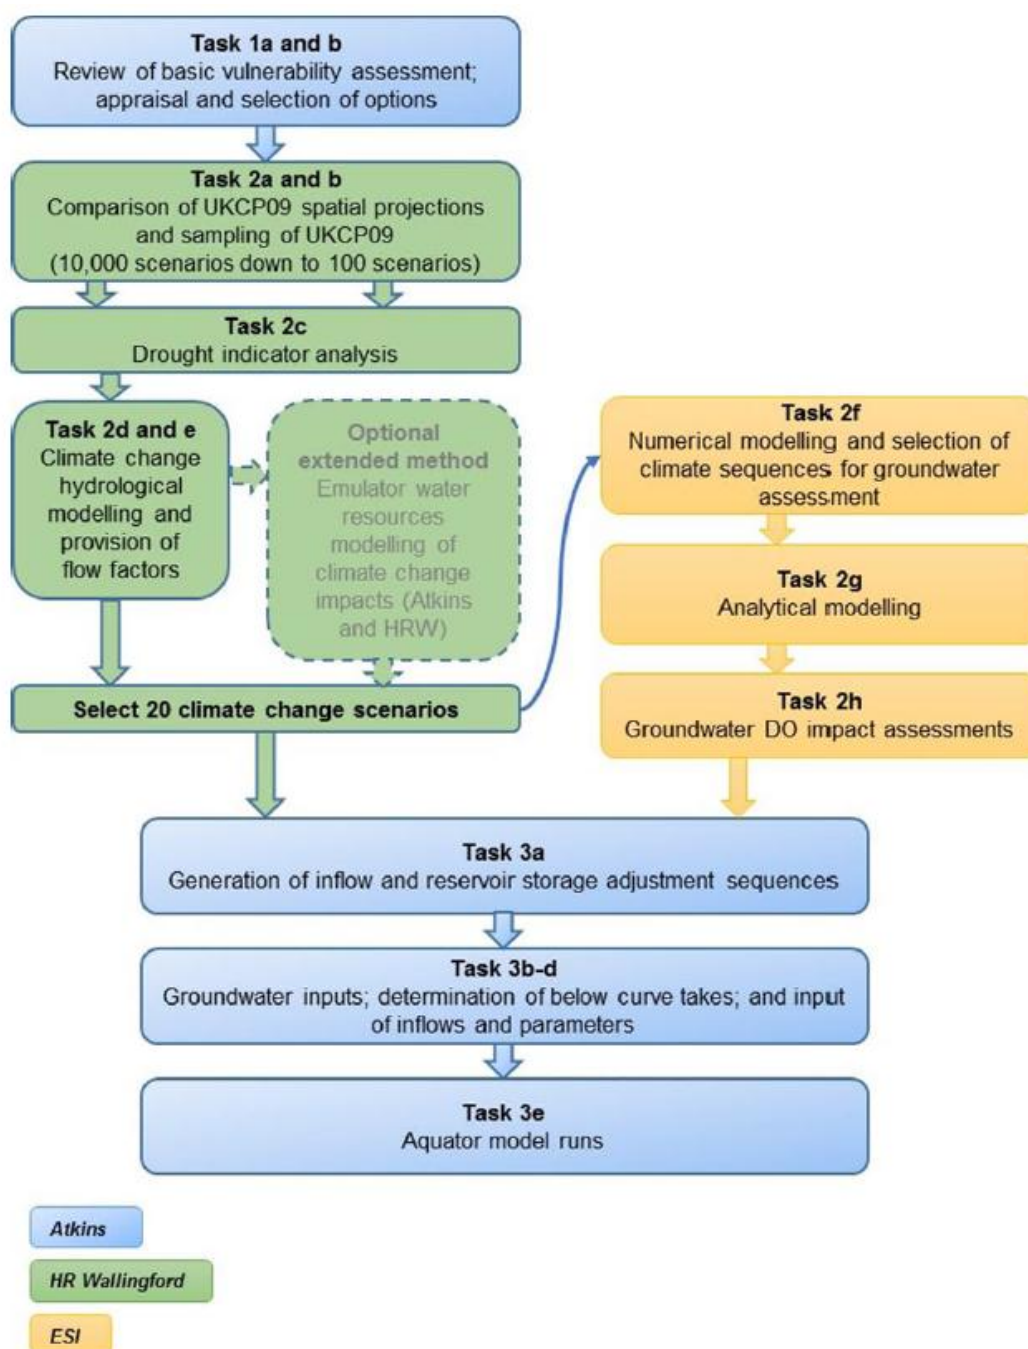 Task 1a and b
Review of basic vulnerability assessment;
appraisal and selection of options
Task 2a and b
Comparison of UKCP09 spatial projections
and sampling of UKCP09
(10,000 scenarios down to 100 scenarios)
Task 2c
Drought indicator analysis
Task 2d and e
Climate change
hydrological
modelling and
provision of
flow factors
Optional
extended method
Emulator water
resources
modelling of
climate change
impacts (Atkins
and HRW)
Select 20 climate change scenarios
Task 2f
Numerical modelling and selection of
climate sequences for groundwater
assessment
Task 2g
Analytical modelling
Task 2h
Groundwater DO impact assessments
Task 3a
Generation of inflow and reservoir storage adjustment sequences
Task 3b-d
Groundwater inputs; determination of below curve takes; and input
of inflows and parameters
Task 3e
Aquator model runs
Atkins
HR Wallingford
ESI